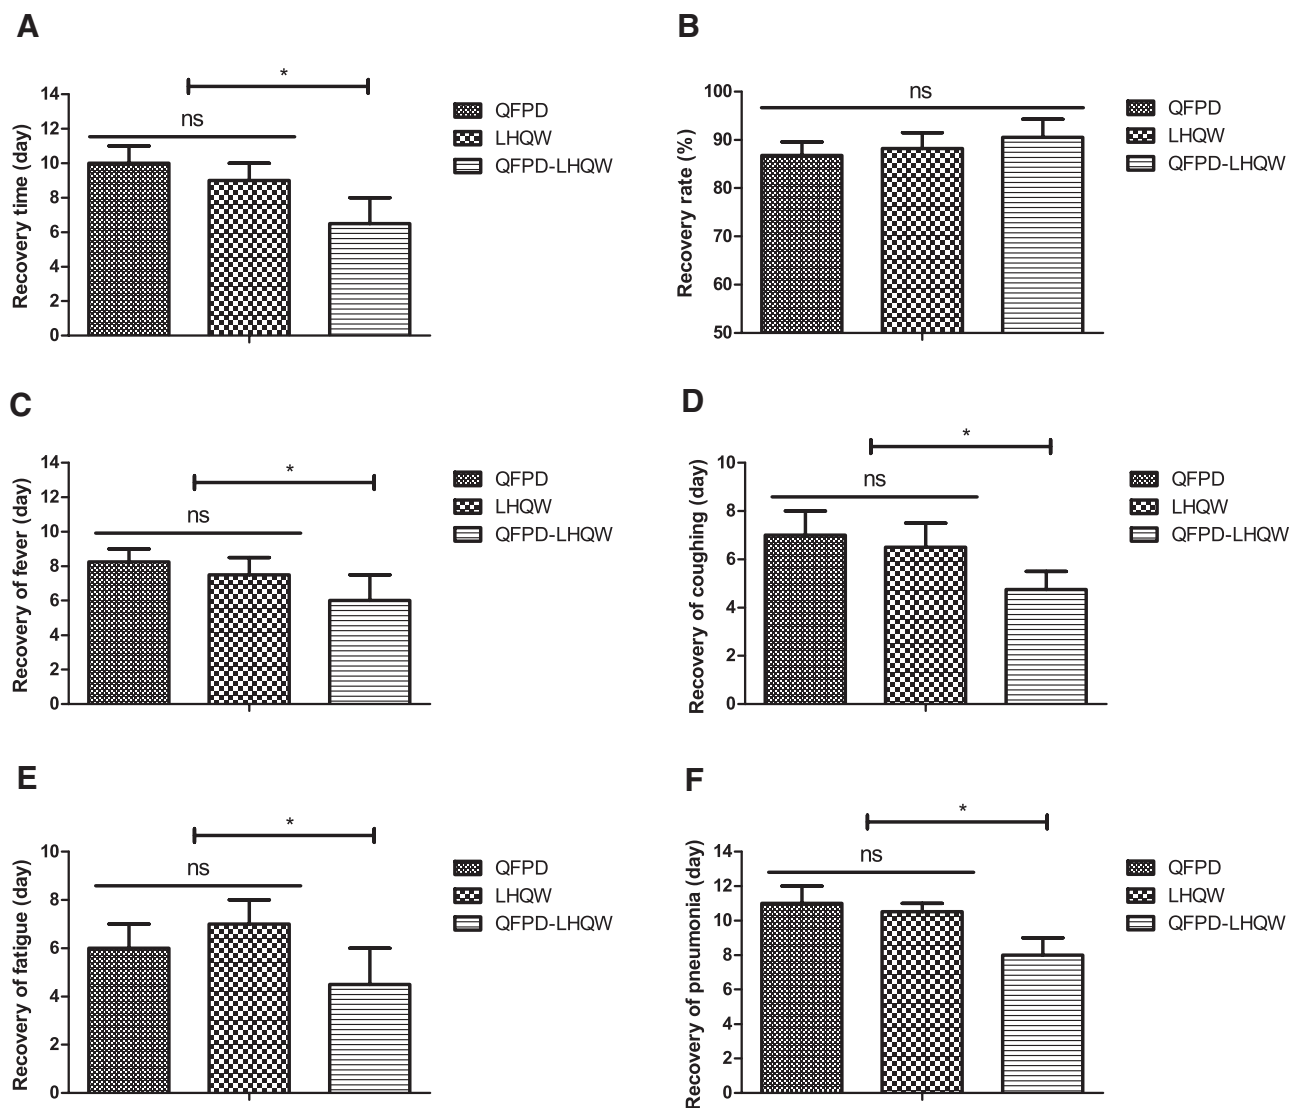 A
*
ns
Recovery time (day)
14
12
10
8
6
4
2
0
QFPD
LHQW
QFPD-LHQW
B
ns
Recovery rate (%)
100
90
80
70
60
50
QFPD
LHQW
QFPD-LHQW
C
*
ns
Recovery of fever (day)
14
12
10
8
6
4
2
0
QFPD
LHQW
QFPD-LHQW
D
*
ns
Recovery of coughing (day)
10
8
6
4
2
0
QFPD
LHQW
QFPD-LHQW
E
*
ns
Recovery of fatigue (day)
10
8
6
4
2
0
QFPD
LHQW
QFPD-LHQW
F
*
ns
Recovery of pneumonia (day)
14
12
10
8
6
4
2
0
QFPD
LHQW
QFPD-LHQW